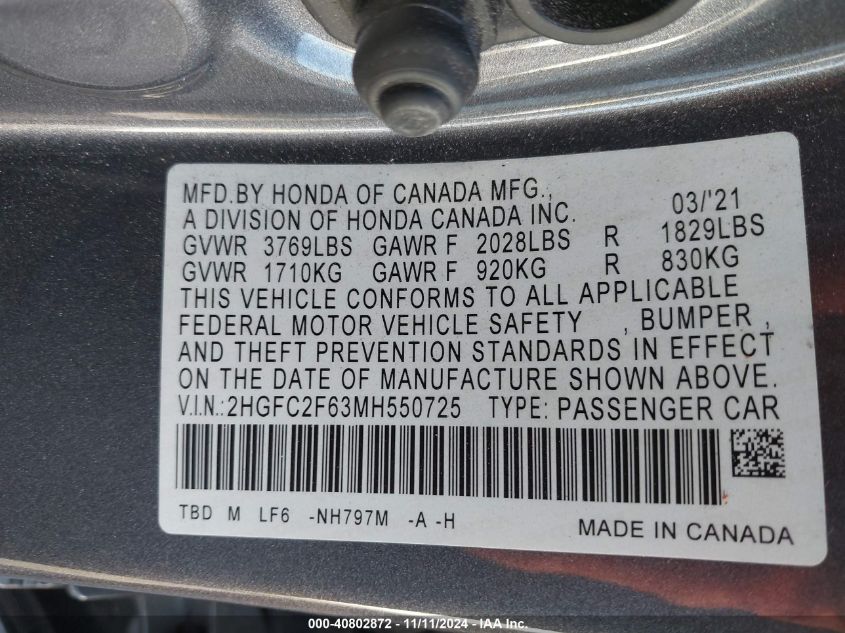 MFD.BY HONDA OF CANADA MFG.,
A DIVISION OF HONDA CANADA INC. 03/'21
GVWR 3769LBS GAWR F 2028LBS R 1829LBS
GVWR 1710KG GAWR F 920KG R 830KG
THIS VEHICLE CONFORMS TO ALL APPLICABLE
FEDERAL MOTOR VEHICLE SAFETY , BUMPER ,
AND THEFT PREVENTION STANDARDS IN EFFECT
ON THE DATE OF MANUFACTURE SHOWN ABOVE.
V.I.N.:2HGFC2F63MH550725 TYPE: PASSENGER CAR
TBD M LF6 -NH797M -A -H MADE IN CANADA
000-40802872 - 11/11/2024 - www.iaai.com